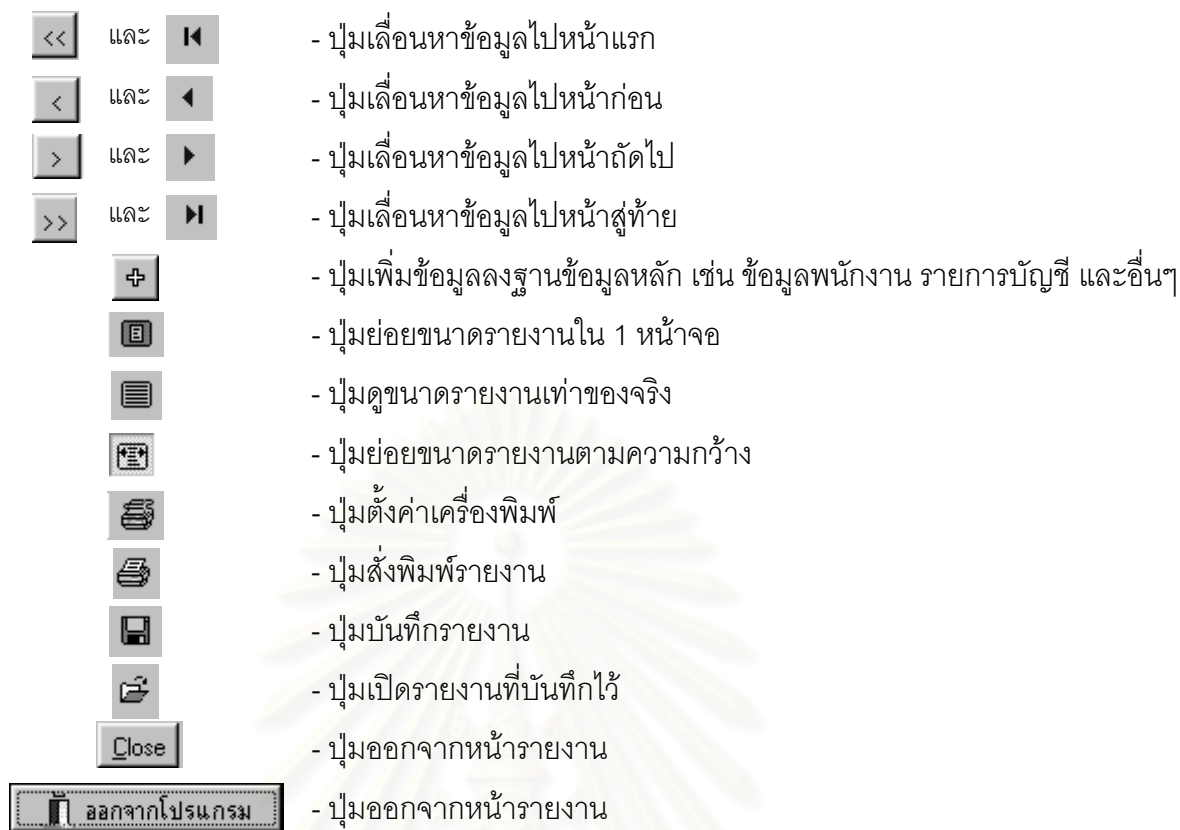 << และ - ปุ่มเลื่อนหาข้อมูลไปหน้าแรก
< และ - ปุ่มเลื่อนหาข้อมูลไปหน้าก่อน
> และ - ปุ่มเลื่อนหาข้อมูลไปหน้าถัดไป
>> และ - ปุ่มเลื่อนหาข้อมูลไปหน้าสู่ท้าย
- ปุ่มเพิ่มข้อมูลลงฐานข้อมูลหลัก เช่น ข้อมูลพนักงาน รายการบัญชี และอื่นๆ
- ปุ่มย่อยขนาดรายงานใน 1 หน้าจอ
- ปุ่มดูขนาดรายงานเท่าของจริง
- ปุ่มย่อยขนาดรายงานตามความกว้าง
- ปุ่มตั้งค่าเครื่องพิมพ์
- ปุ่มสั่งพิมพ์รายงาน
- ปุ่มบันทึกรายงาน
- ปุ่มเปิดรายงานที่บันทึกไว้
Close - ปุ่มออกจากหน้ารายงาน
ออกจากโปรแกรม - ปุ่มออกจากหน้ารายงาน